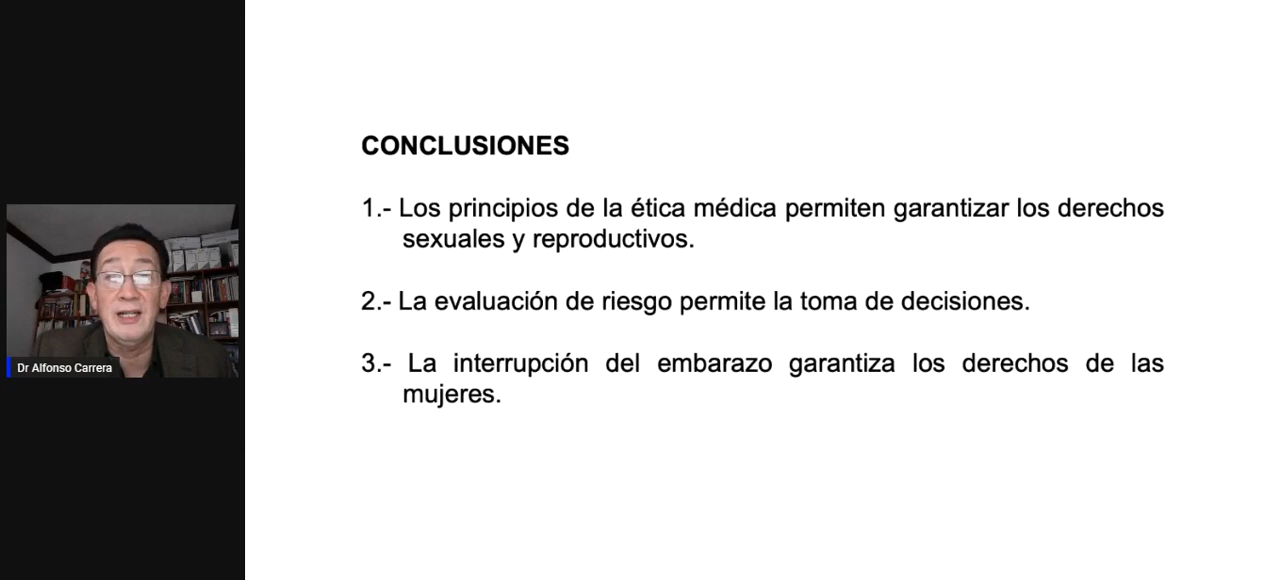 CONCLUSIONES
1.- Los principios de la ética médica permiten garantizar los derechos
sexuales y reproductivos.
2.- La evaluación de riesgo permite la toma de decisiones.
3.- La interrupción del embarazo garantiza los derechos de las
mujeres.
Dr Alfonso Carrera